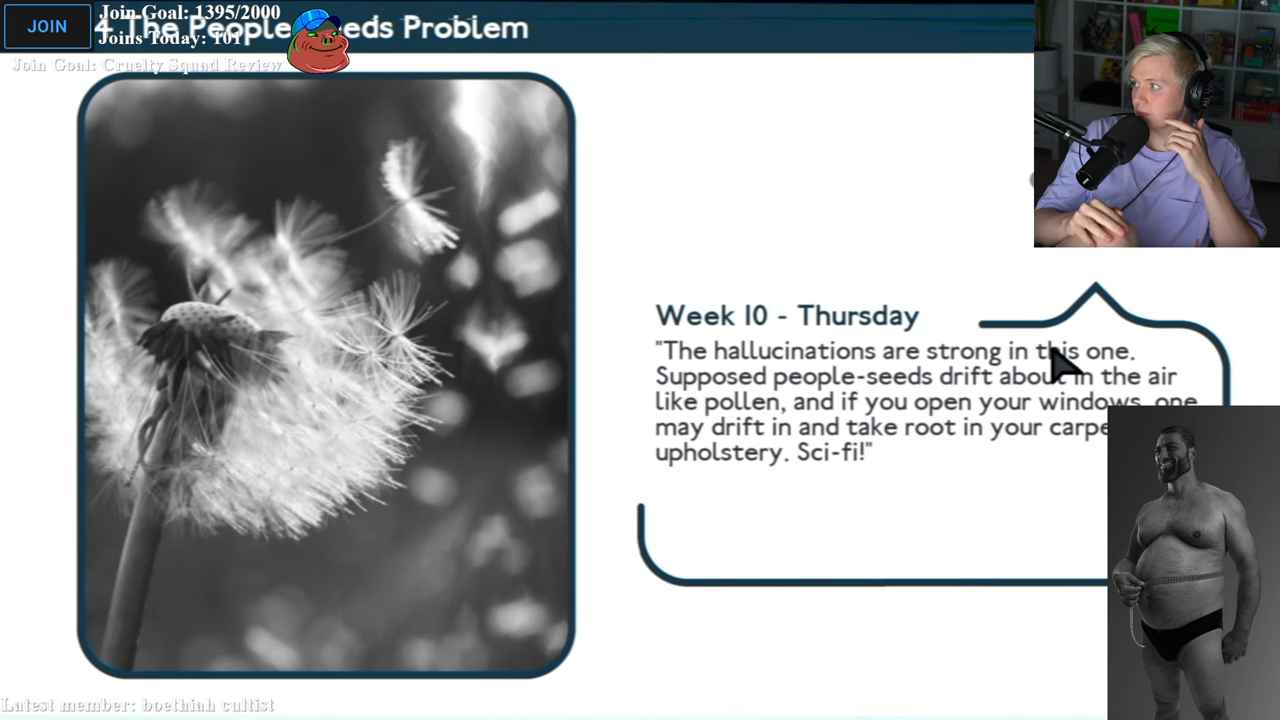 JOIN
Join Goal: 1395/2000
4 The People eeds Problem
Joins Today: 101
Join Goal: Cruelty Squad Review
Week 10 - Thursday
"The hallucinations are strong in this one.
Supposed people-seeds drift about in the air
like pollen, and if you open your windows, one
may drift in and take root in your carpe
upholstery. Sci-fi!"
Latest member: boethiah cultist